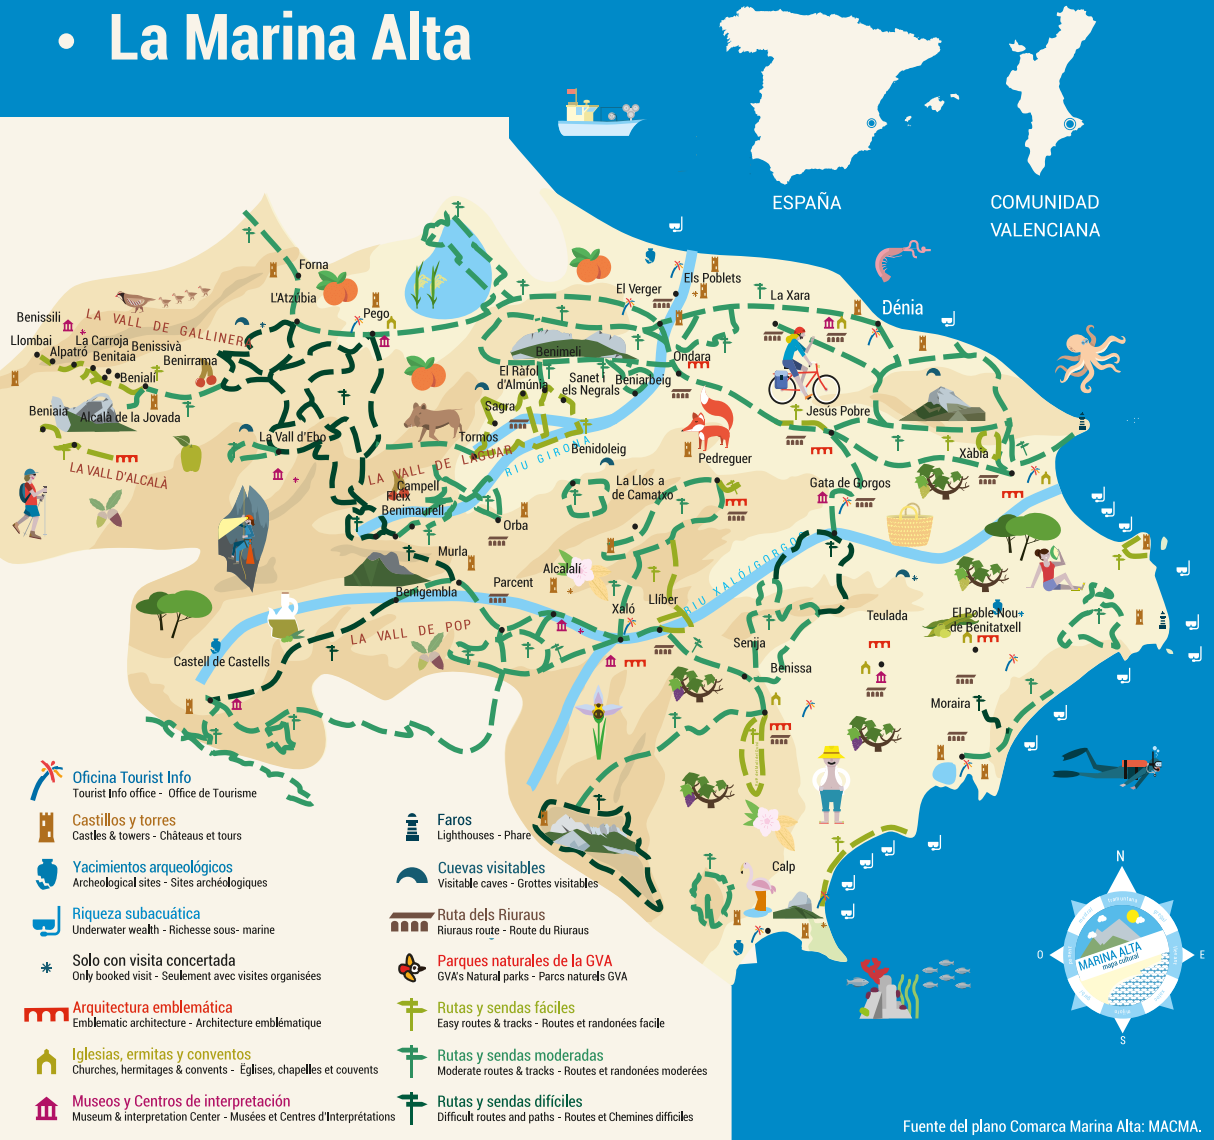 • La Marina Alta
ESPAÑA
COMUNIDAD
VALENCIANA
Forna
L'Atzúbia
Pego
El Verger
Els Poblets
La Xara
Dénia
Benissili
LA VALL DE GALLINERA
Llombai
Alpatró
La Carroja
Benitaia
Benissivà
Benirrama
Benialí
Beniaia
Alcalà de la Jovada
LA VALL D'ALCALÀ
La Vall d'Ebo
Benimeli
Ondara
El Ràfol
d'Almúnia
Sanet i
els Negrals
Beniarbeig
Sagra
Tormos
Jesús Pobre
LA VALL DE LAGUAR
RIU GIRONA
Benidoleig
Pedreguer
Xàbia
Campell
Fleix
Benimaurell
La Llosa
de Camatxo
Gata de Gorgos
Orba
Murla
Alcalalí
Parcent
Benigembla
RIU XALÓ/GORGO
Xaló
Llíber
Teulada
El Poble Nou
de Benitatxell
LA VALL DE POP
Castell de Castells
Senija
Benissa
Moraira
Calp
Oficina Tourist Info
Tourist Info office - Office de Tourisme
Castillos y torres
Castles & towers - Châteaus et tours
Yacimientos arqueológicos
Archeological sites - Sites archéologiques
Riqueza subacuática
Underwater wealth - Richesse sous- marine
Solo con visita concertada
Only booked visit - Seulement avec visites organisées
Arquitectura emblemática
Emblematic architecture - Architecture emblématique
Iglesias, ermitas y conventos
Churches, hermitages & convents - Églises, chapelles et couvents
Museos y Centros de interpretación
Museum & interpretation Center - Musées et Centres d'Interprétations
Faros
Lighthouses - Phare
Cuevas visitables
Visitable caves - Grottes visitables
Ruta dels Riuraus
Riuraus route - Route du Riuraus
Parques naturales de la GVA
GVA's Natural parks - Parcs naturels GVA
Rutas y sendas fáciles
Easy routes & tracks - Routes et randonées facile
Rutas y sendas moderadas
Moderate routes & tracks - Routes et randonées moderées
Rutas y sendas difíciles
Difficult routes and paths - Routes et Chemines difficiles
N
O
E
S
MARINA ALTA
mapa cultural
Fuente del plano Comarca Marina Alta: MACMA.